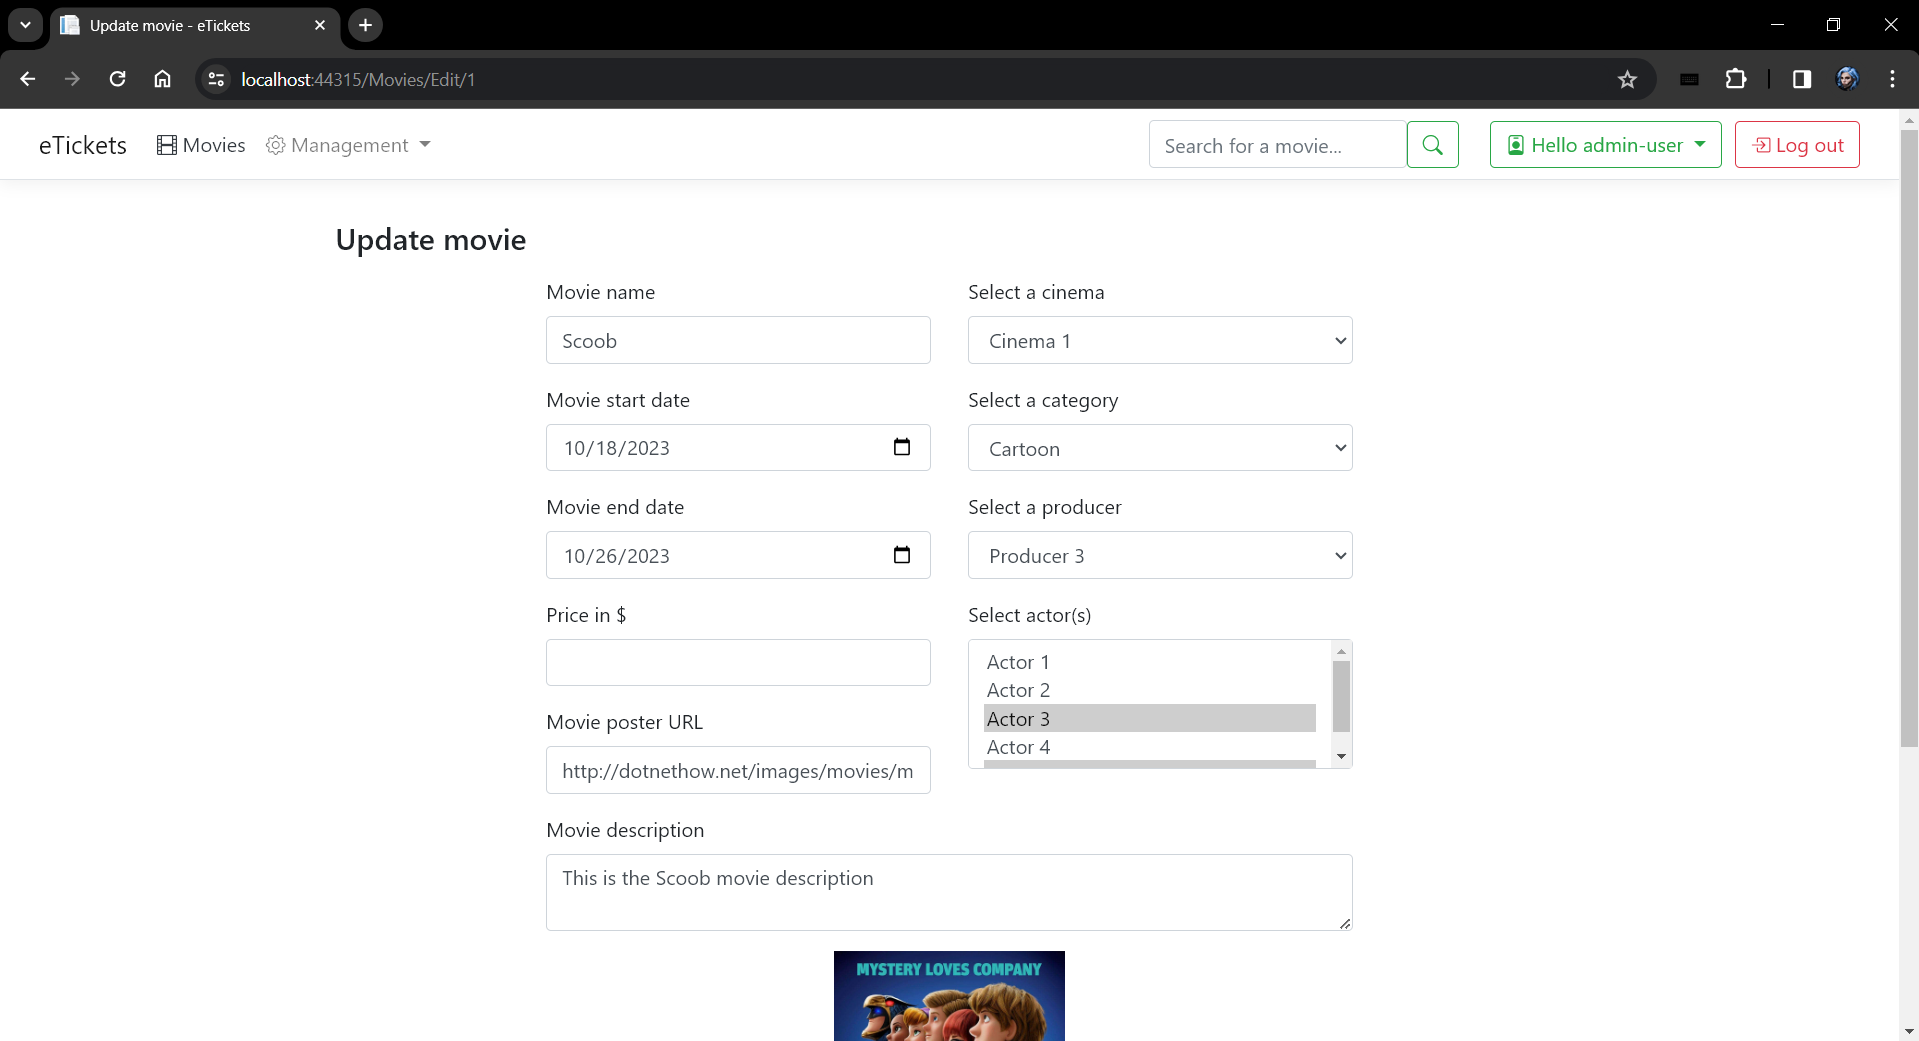 Update movie - eTickets
localhost:44315/Movies/Edit/1
eTickets Movies Management Search for a movie... Hello admin-user Log out
Update movie
Movie name
Scoob
Select a cinema
Cinema 1
Movie start date
10/18/2023
Select a category
Cartoon
Movie end date
10/26/2023
Select a producer
Producer 3
Price in $
Select actor(s)
Actor 1
Actor 2
Actor 3
Actor 4
Movie poster URL
http://dotnethow.net/images/movies/m
Movie description
This is the Scoob movie description
MYSTERY LOVES COMPANY